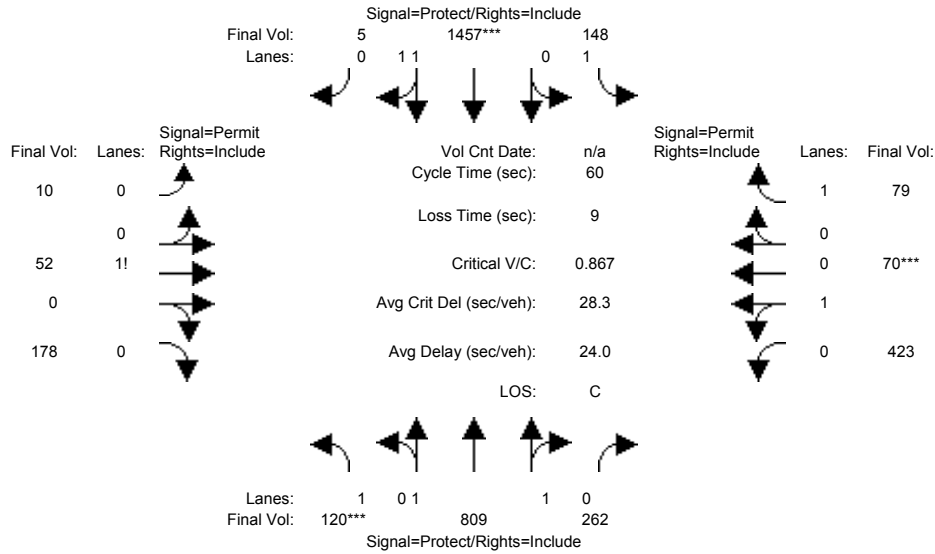 Signal=Protect/Rights=Include
Final Vol: 5 1457*** 148
Lanes: 0 1 1 0 1
Signal=Permit Signal=Permit
Final Vol: Lanes: Rights=Include Vol Cnt Date: n/a Rights=Include Lanes: Final Vol:
Cycle Time (sec): 60
10 0 1 79
Loss Time (sec): 9
0 0
52 1! Critical V/C: 0.867 0 70***
0 Avg Crit Del (sec/veh): 28.3 1
178 0 Avg Delay (sec/veh): 24.0 0 423
LOS: C
Lanes: 1 0 1 1 0
Final Vol: 120*** 809 262
Signal=Protect/Rights=Include